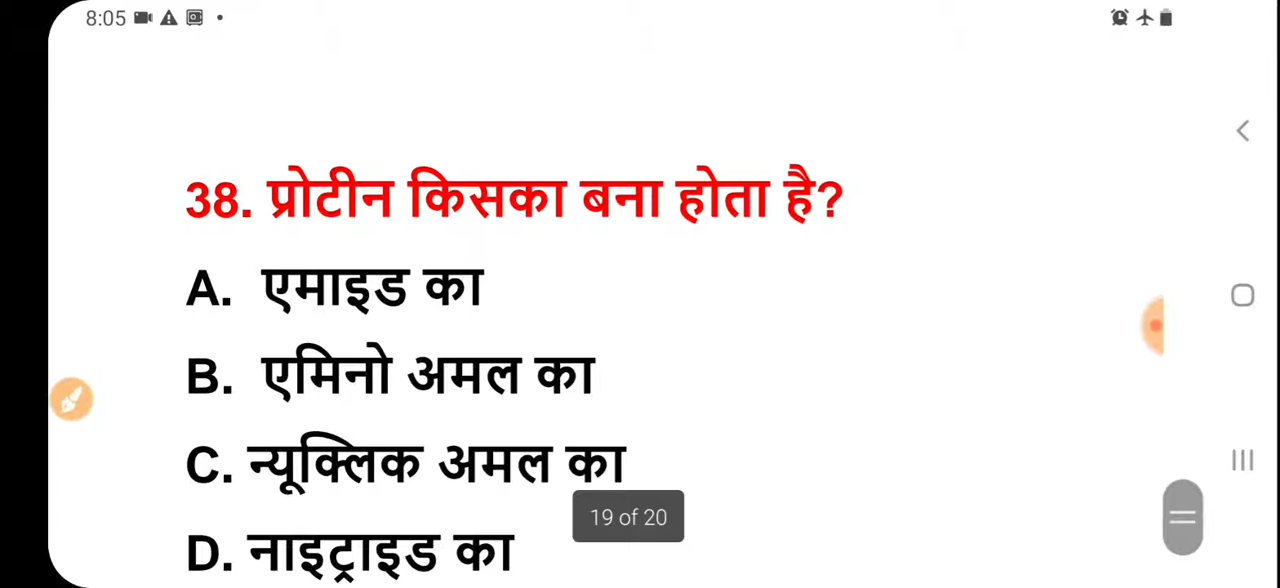 8:05
38. प्रोटीन किसका बना होता है?
A. एमाइड का
B. एमिनो अमल का
C. न्यूक्लिक अमल का
19 of 20
D. नाइट्राइड का